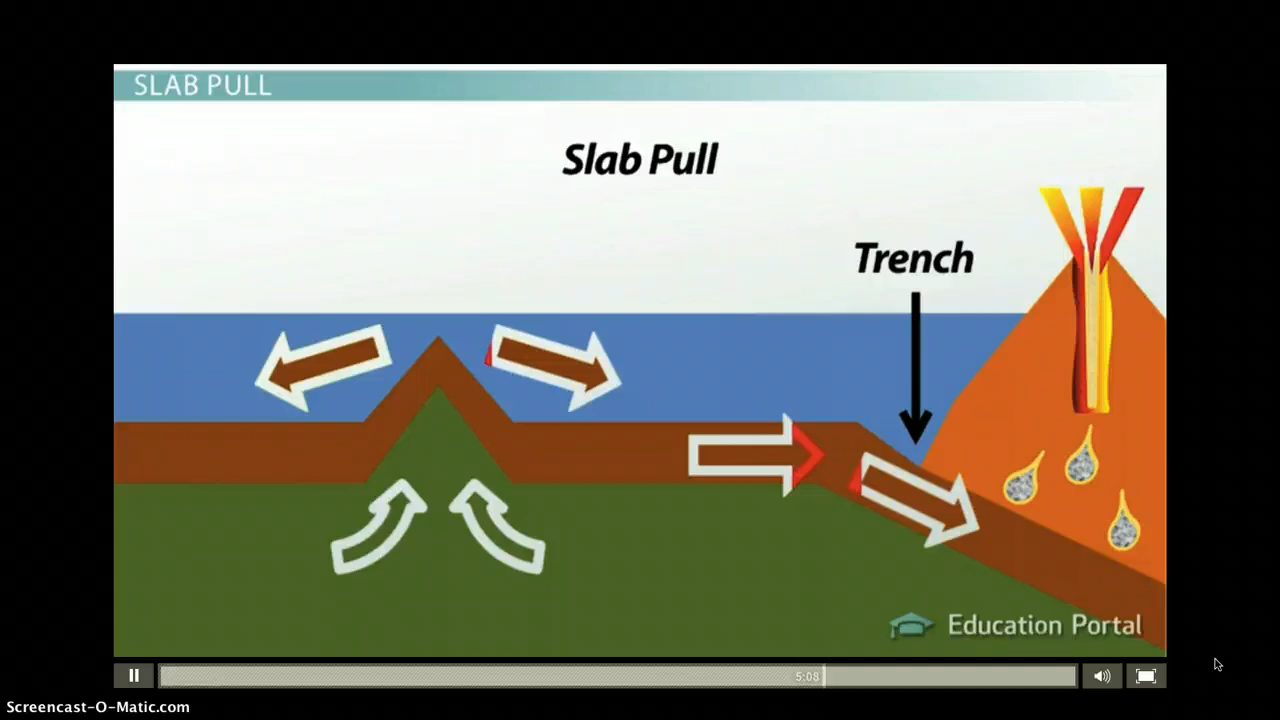 SLAB PULL
Slab Pull
Trench
Education Portal
5:08
Screencast-O-Matic.com